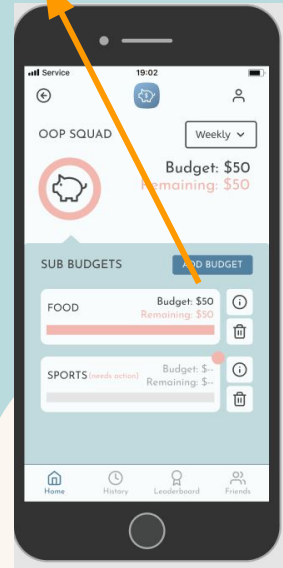 Service 19:02
OOP SQUAD
Weekly
Budget: $50
Remaining: $50
SUB BUDGETS
ADD BUDGET
FOOD
Budget: $50
Remaining: $50
SPORTS (needs action)
Budget: $--
Remaining: $--
Home History Leaderboard Friends